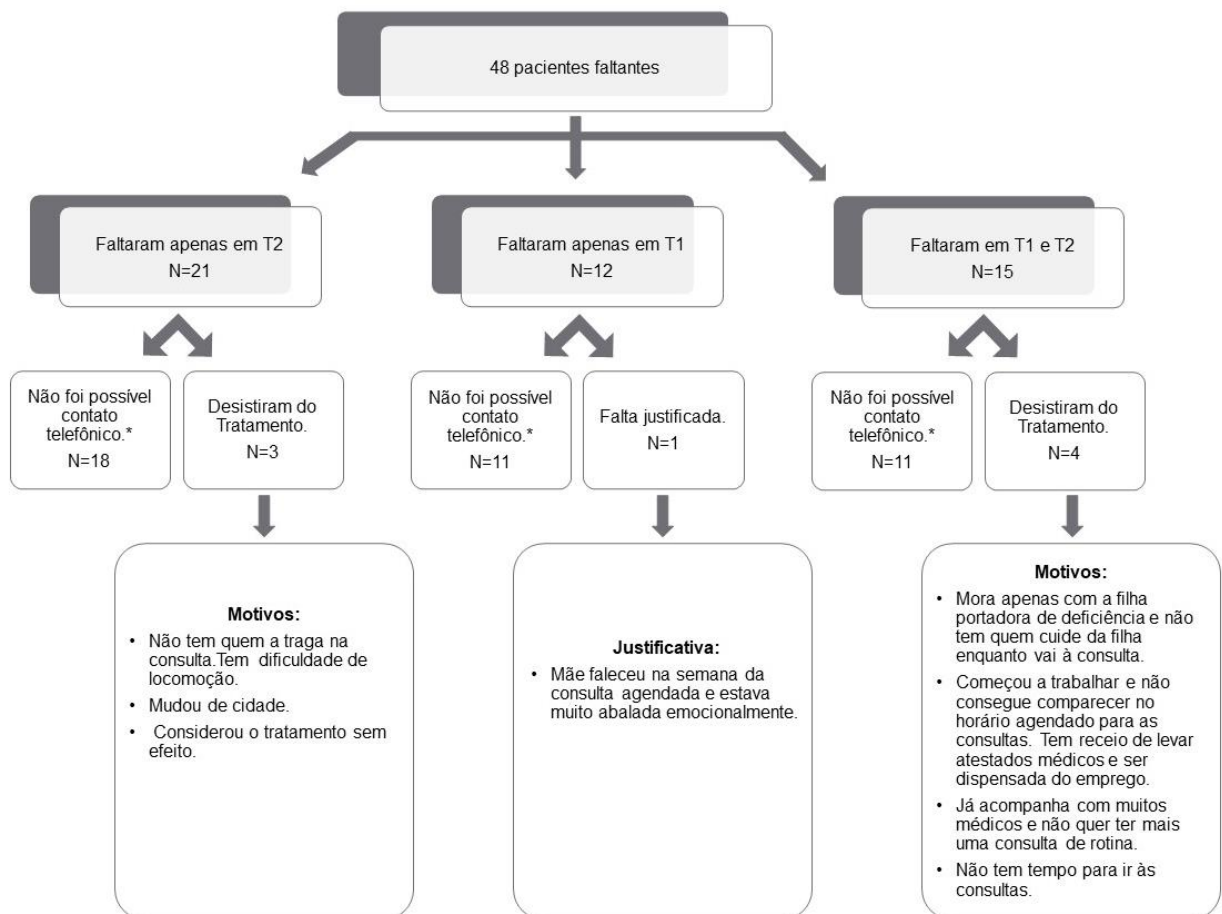 48 pacientes faltantes
Faltaram apenas em T2
N=21
Faltaram apenas em T1
N=12
Faltaram em T1 e T2
N=15
Não foi possível
contato
telefônico.*
N=18
Desistiram do
Tratamento.
N=3
Não foi possível
contato
telefônico.*
N=11
Falta justificada.
N=1
Não foi possível
contato
telefônico.*
N=11
Desistiram do
Tratamento.
N=4
Motivos:
• Não tem quem a traga na
consulta.Tem dificuldade de
locomoção.
• Mudou de cidade.
• Considerou o tratamento sem
efeito.
Justificativa:
• Mãe faleceu na semana da
consulta agendada e estava
muito abalada emocionalmente.
Motivos:
• Mora apenas com a filha
portadora de deficiência e não
tem quem cuide da filha
enquanto vai à consulta.
• Começou a trabalhar e não
consegue comparecer no
horário agendado para as
consultas. Tem receio de levar
atestados médicos e ser
dispensada do emprego.
• Já acompanha com muitos
médicos e não quer ter mais
uma consulta de rotina.
• Não tem tempo para ir às
consultas.